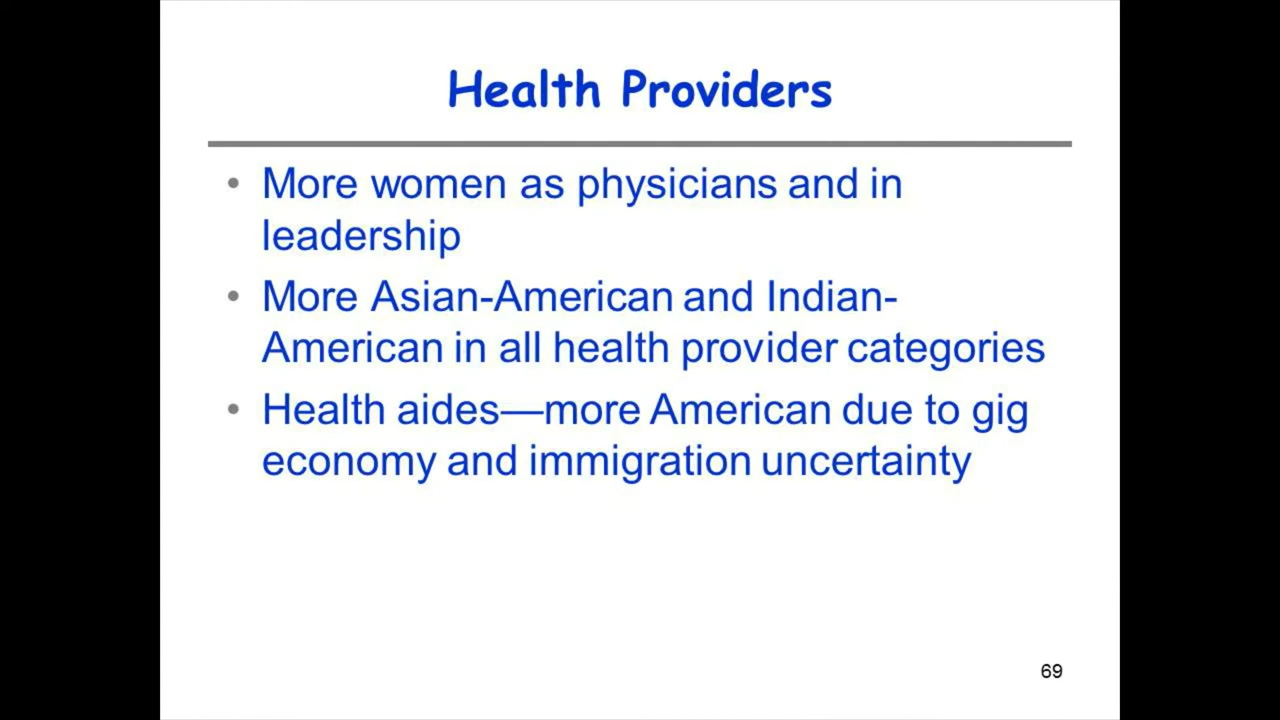 Health Providers
• More women as physicians and in
leadership
• More Asian-American and Indian-
American in all health provider categories
• Health aides—more American due to gig
economy and immigration uncertainty
69